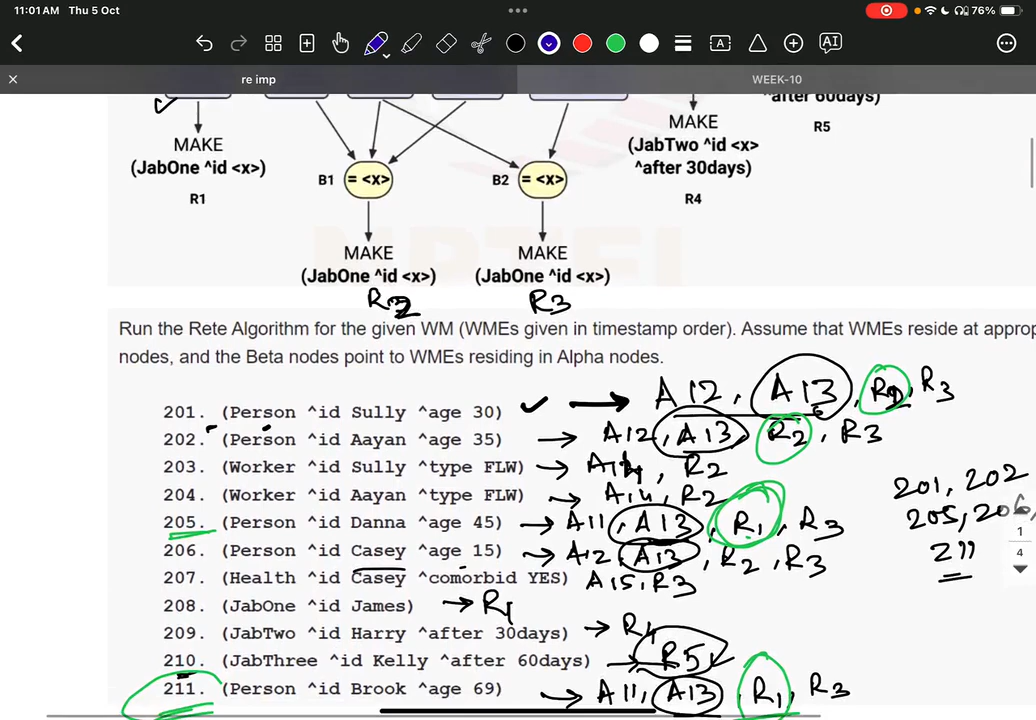 11:01 AM Thu 5 Oct
76%
A
AI
re imp
WEEK-10
^after 60days)
R5
MAKE
(JabOne ^id <x>)
R1
MAKE
(JabTwo ^id <x>
^after 30days)
R4
B1 = <x>
B2 = <x>
MAKE
(JabOne ^id <x>)
R2
MAKE
(JabOne ^id <x>)
R3
Run the Rete Algorithm for the given WM (WMEs given in timestamp order). Assume that WMEs reside at approp
nodes, and the Beta nodes point to WMEs residing in Alpha nodes.
201. (Person ^id Sully ^age 30) → A12, A13, R2, R3
202. (Person ^id Aayan ^age 35) → A12, A13, R2, R3
203. (Worker ^id Sully ^type FLW) → A14, R2
204. (Worker ^id Aayan ^type FLW) → A14, R2
205. (Person ^id Danna ^age 45) → A11, A13, R1, R3
206. (Person ^id Casey ^age 15) → A12, A13, R2, R3
207. (Health ^id Casey ^comorbid YES) A15, R3
208. (JabOne ^id James) → R4
209. (JabTwo ^id Harry ^after 30days) → R4
210. (JabThree ^id Kelly ^after 60days) → R5
211. (Person ^id Brook ^age 69) → A11, A13, R1, R3
201, 202
205, 206,
211
1
4